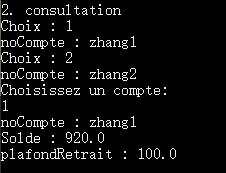 2. consultation
Choix : 1
noCompte : zhang1
Choix : 2
noCompte : zhang2
Choisissez un compte:
1
noCompte : zhang1
Solde : 920.0
plafondRetrait : 100.0